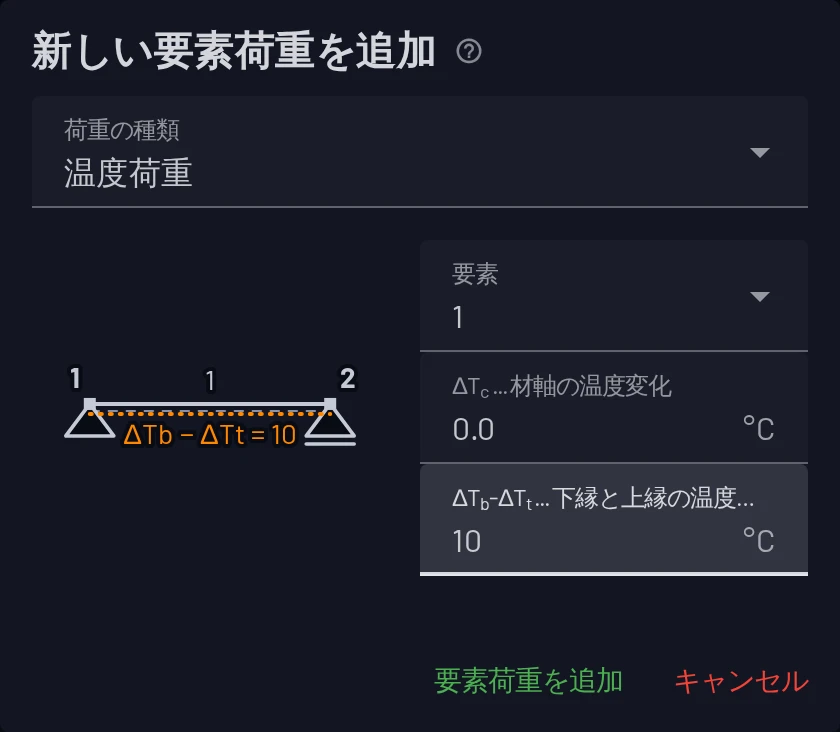 新しい要素荷重を追加
荷重の種類
温度荷重
要素
1
1 1 2
ΔTb − ΔTt = 10
ΔTc ... 材軸の温度変化
0.0 °C
ΔTb-ΔTt ... 下縁と上縁の温度...
10 °C
要素荷重を追加 キャンセル